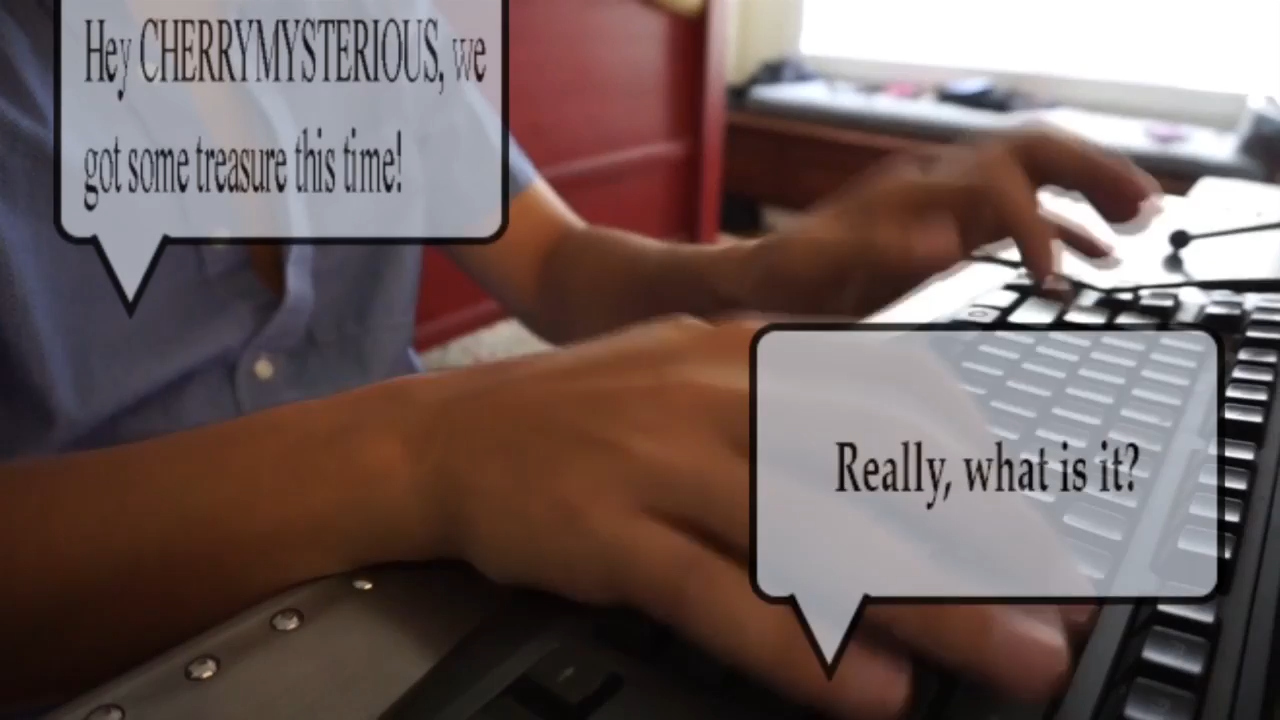 Hey CHERRYMYSTERIOUS, we
got some treasure this time!
Really, what is it?